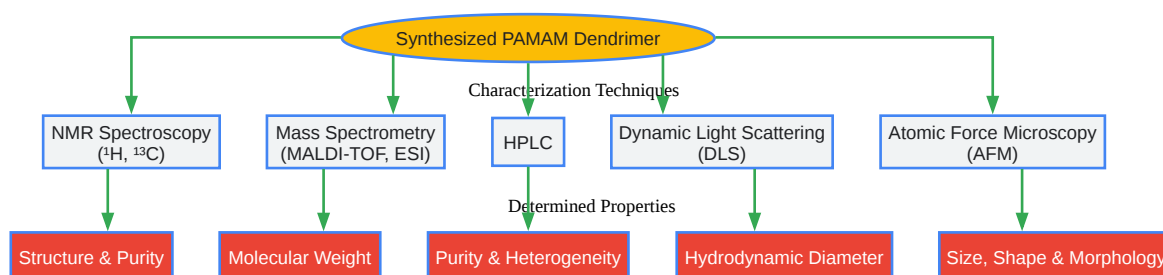 Synthesized PAMAM Dendrimer
Characterization Techniques
NMR Spectroscopy
(¹H, ¹³C)
Mass Spectrometry
(MALDI-TOF, ESI)
HPLC
Dynamic Light Scattering
(DLS)
Atomic Force Microscopy
(AFM)
Determined Properties
Structure & Purity
Molecular Weight
Purity & Heterogeneity
Hydrodynamic Diameter
Size, Shape & Morphology